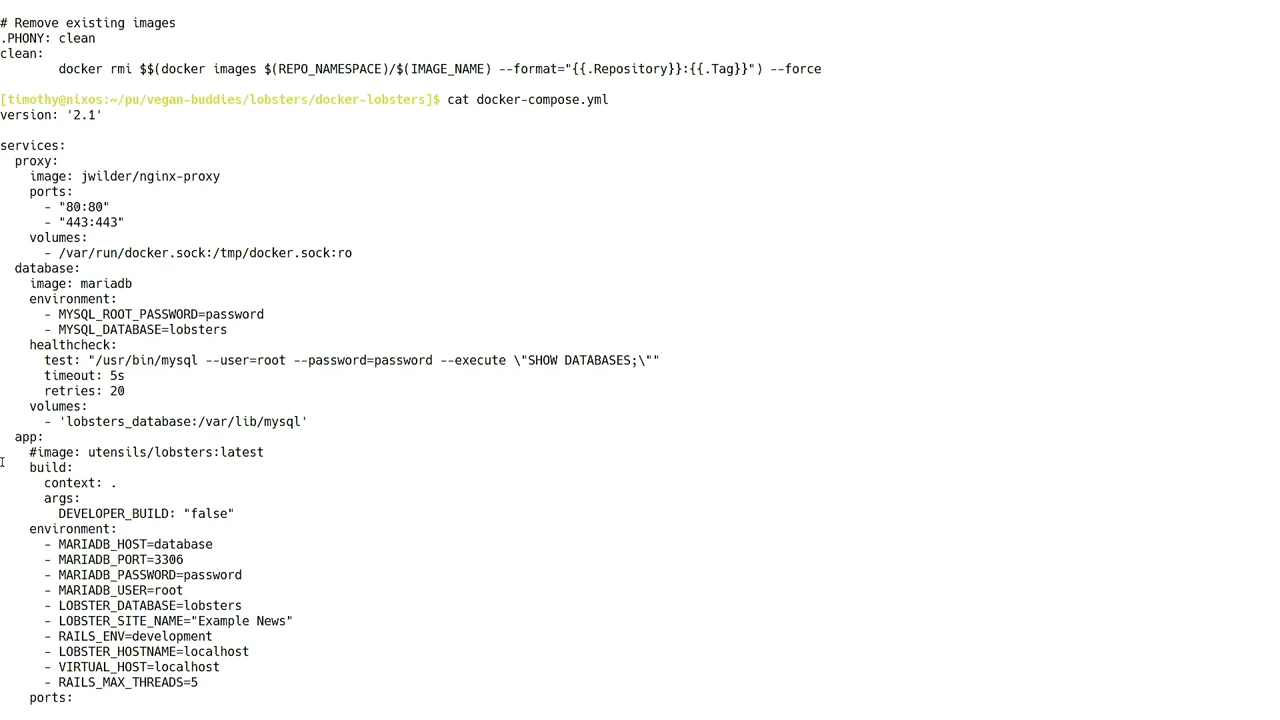 # Remove existing images
.PHONY: clean
clean:
        docker rmi $$(docker images $(REPO_NAMESPACE)/$(IMAGE_NAME) --format="{{.Repository}}:{{.Tag}}") --force

[timothy@nixos:~/pu/vegan-buddies/lobsters/docker-lobsters]$ cat docker-compose.yml
version: '2.1'

services:
  proxy:
    image: jwilder/nginx-proxy
    ports:
      - "80:80"
      - "443:443"
    volumes:
      - /var/run/docker.sock:/tmp/docker.sock:ro
  database:
    image: mariadb
    environment:
      - MYSQL_ROOT_PASSWORD=password
      - MYSQL_DATABASE=lobsters
    healthcheck:
      test: "/usr/bin/mysql --user=root --password=password --execute \"SHOW DATABASES;\""
      timeout: 5s
      retries: 20
    volumes:
      - 'lobsters_database:/var/lib/mysql'
  app:
    #image: utensils/lobsters:latest
    build:
      context: .
      args:
        DEVELOPER_BUILD: "false"
    environment:
      - MARIADB_HOST=database
      - MARIADB_PORT=3306
      - MARIADB_PASSWORD=password
      - MARIADB_USER=root
      - LOBSTER_DATABASE=lobsters
      - LOBSTER_SITE_NAME="Example News"
      - RAILS_ENV=development
      - LOBSTER_HOSTNAME=localhost
      - VIRTUAL_HOST=localhost
      - RAILS_MAX_THREADS=5
    ports: